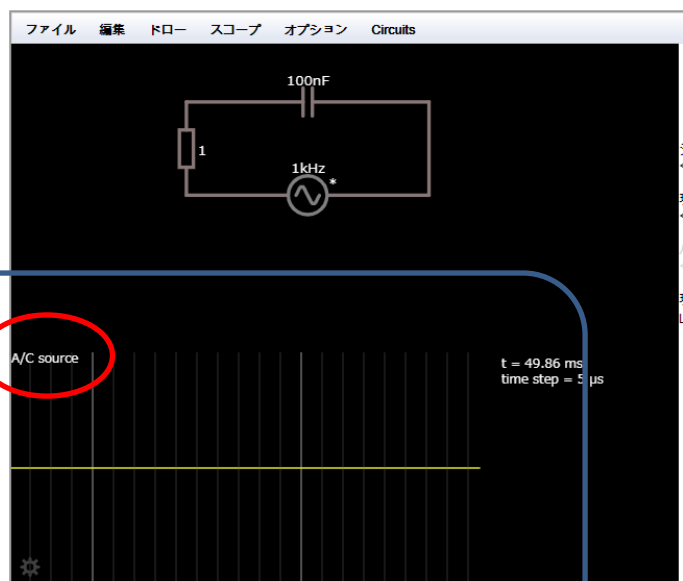 ファイル 編集 ドロー スコープ オプション Circuits
100nF
1
1kHz
*
A/C source
t = 49.86 ms
time step = 5 µs